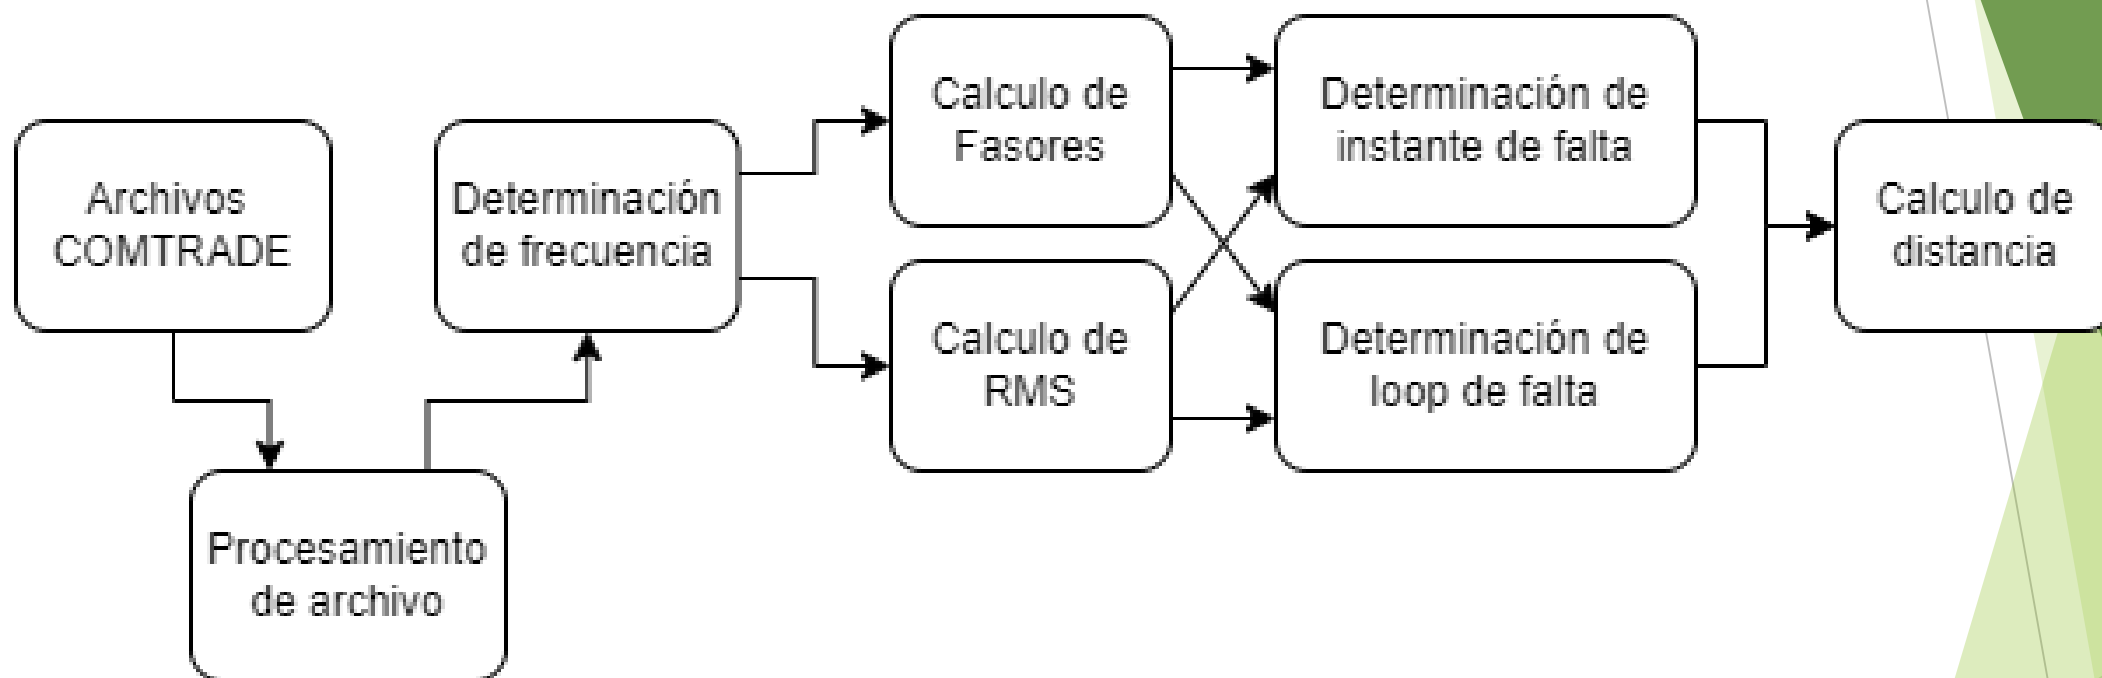 Archivos
COMTRADE
Procesamiento
de archivo
Determinación
de frecuencia
Calculo de
Fasores
Calculo de
RMS
Determinación de
instante de falta
Determinación de
loop de falta
Calculo de
distancia